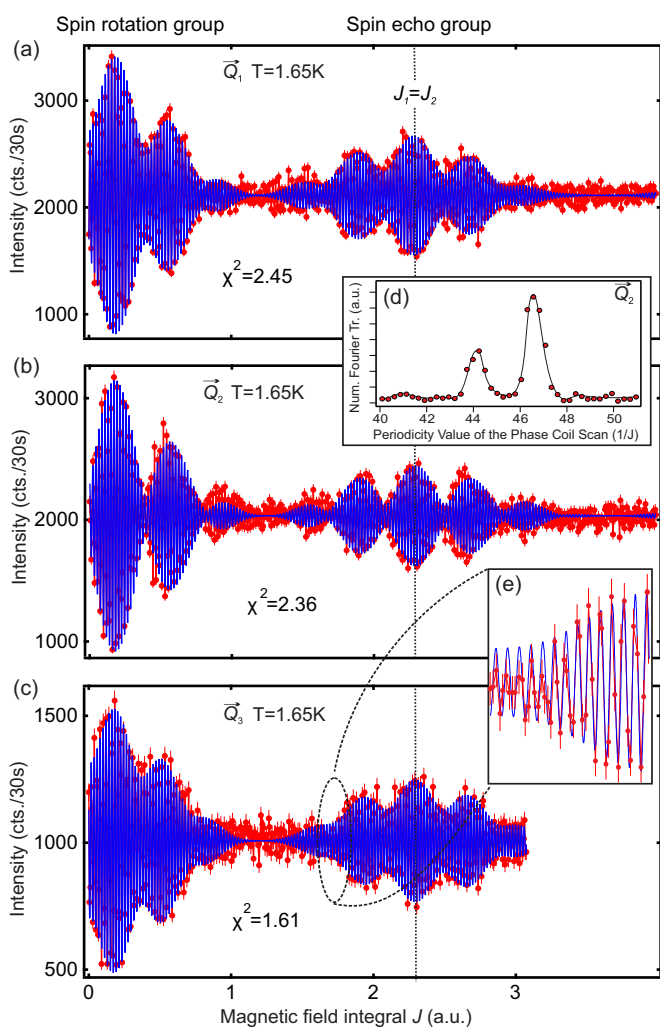 Spin rotation group Spin echo group
(a) Q₁ T=1.65K
J₁=J₂
3000
2000
1000
Intensity (cts./30s)
χ²=2.45
(d) Q₂
Num. Fourier Tr. (a.u.)
40 42 44 46 48 50
Periodicity Value of the Phase Coil Scan (1/J)
(b) Q₂ T=1.65K
3000
2000
1000
Intensity (cts./30s)
χ²=2.36
(e)
(c) Q₃ T=1.65K
1500
1000
500
Intensity (cts./30s)
χ²=1.61
0 1 2 3
Magnetic field integral J (a.u.)